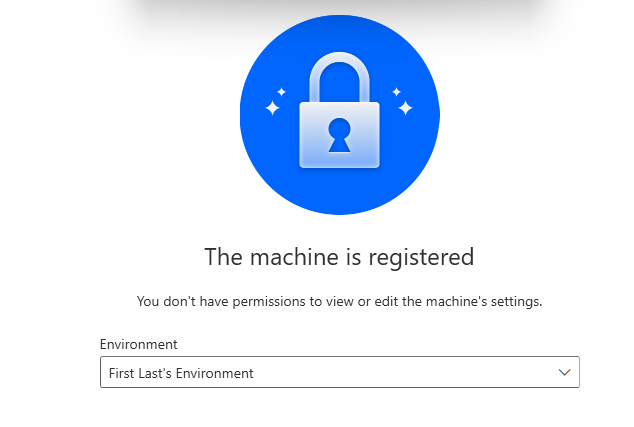 The machine is registered
You don't have permissions to view or edit the machine's settings.
Environment
First Last's Environment